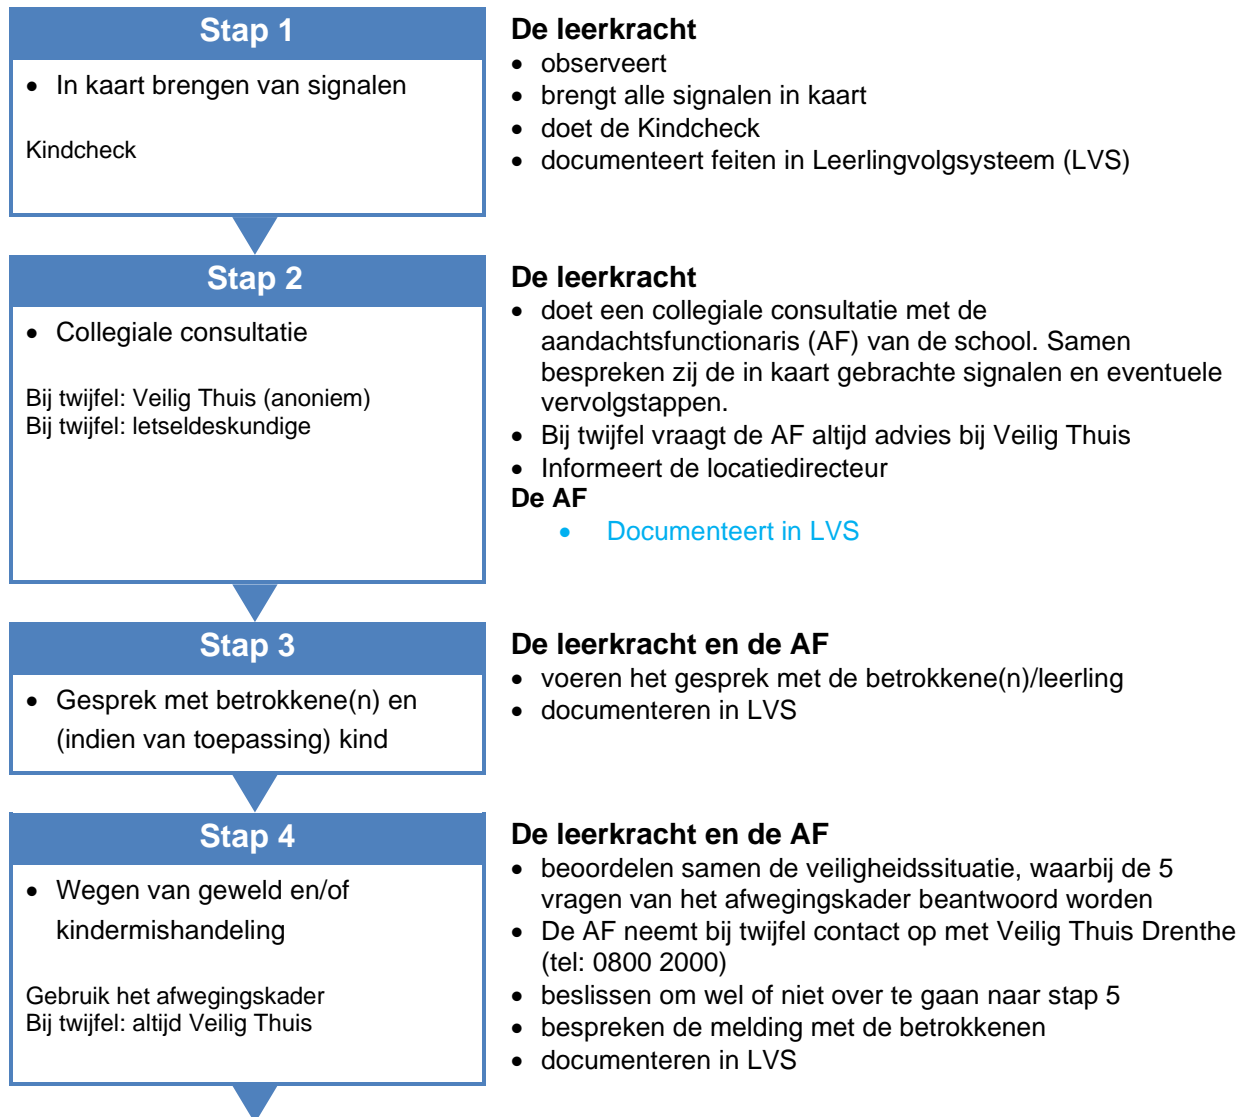 Stap 1
• In kaart brengen van signalen
Kindcheck
De leerkracht
• observeert
• brengt alle signalen in kaart
• doet de Kindcheck
• documenteert feiten in Leerlingvolgsysteem (LVS)
Stap 2
• Collegiale consultatie
Bij twijfel: Veilig Thuis (anoniem)
Bij twijfel: letseldeskundige
De leerkracht
• doet een collegiale consultatie met de
aandachtsfunctionaris (AF) van de school. Samen
bespreken zij de in kaart gebrachte signalen en eventuele
vervolgstappen.
• Bij twijfel vraagt de AF altijd advies bij Veilig Thuis
• Informeert de locatiedirecteur
De AF
• Documenteert in LVS
Stap 3
• Gesprek met betrokkene(n) en
(indien van toepassing) kind
De leerkracht en de AF
• voeren het gesprek met de betrokkene(n)/leerling
• documenteren in LVS
Stap 4
• Wegen van geweld en/of
kindermishandeling
Gebruik het afwegingskader
Bij twijfel: altijd Veilig Thuis
De leerkracht en de AF
• beoordelen samen de veiligheidssituatie, waarbij de 5
vragen van het afwegingskader beantwoord worden
• De AF neemt bij twijfel contact op met Veilig Thuis Drenthe
(tel: 0800 2000)
• beslissen om wel of niet over te gaan naar stap 5
• bespreken de melding met de betrokkenen
• documenteren in LVS